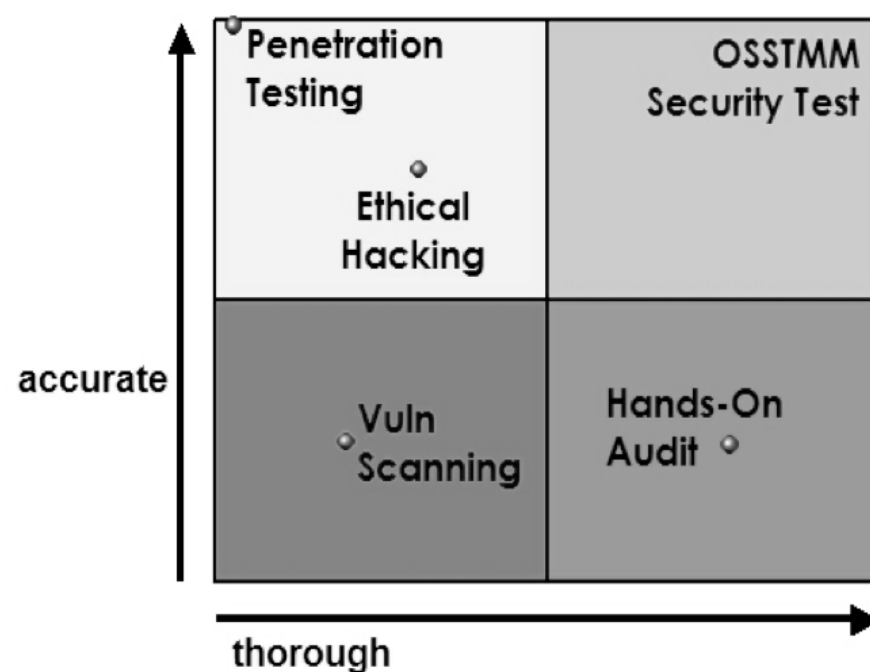 Penetration
Testing
OSSTMM
Security Test
Ethical
Hacking
accurate
Vuln
Scanning
Hands-On
Audit
thorough